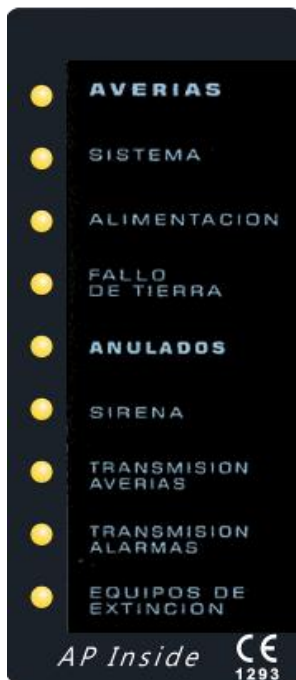 AVERIAS
SISTEMA
ALIMENTACION
FALLO
DE TIERRA
ANULADOS
SIRENA
TRANSMISION
AVERIAS
TRANSMISION
ALARMAS
EQUIPOS DE
EXTINCION
AP Inside CE
1293